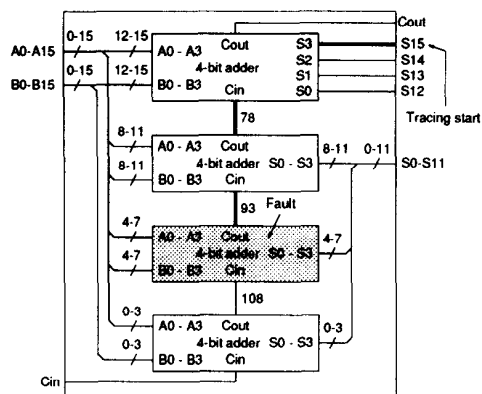 Cout
0-15 12-15
A0-A15
A0 - A3 Cout S3 S15
S2 S14
0-15 12-15
B0-B15
4-bit adder
B0 - B3 S1 S13
Cin S0 S12
Tracing start
78
8-11
A0 - A3 Cout
8-11 0-11
4-bit adder S0 - S3 S0-S11
8-11
B0 - B3
Cin
93 Fault
4-7
A0 - A3 Cout
4-7
4-bit adder S0 - S3
4-7
B0 - B3 Cin
108
0-3
A0 - A3 Cout
0-3
4-bit adder S0 - S3
0-3
B0 - B3 Cin
Cin